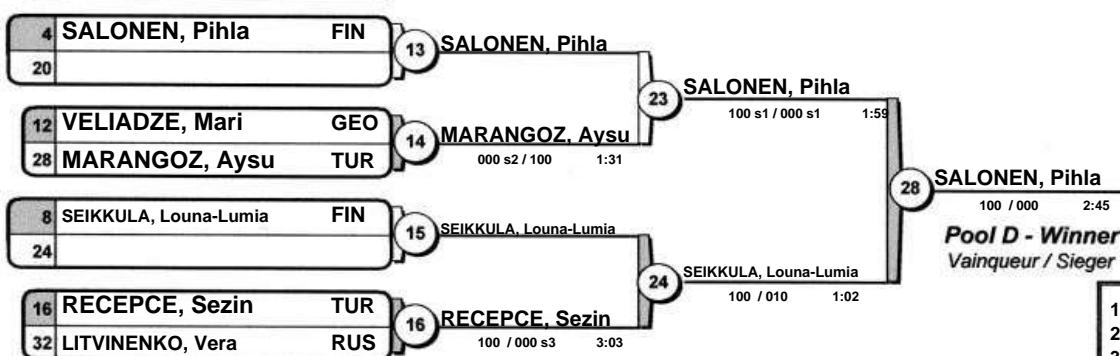 4 SALONEN, Pihla FIN
20
13 SALONEN, Pihla
12 VELIADZE, Mari GEO
28 MARANGOZ, Aysu TUR
14 MARANGOZ, Aysu
000 s2 / 100 1:31
23 SALONEN, Pihla
100 s1 / 000 s1 1:59
8 SEIKKULA, Louna-Lumia FIN
24
15 SEIKKULA, Louna-Lumia
16 RECEPCE, Sezin TUR
32 LITVINENKO, Vera RUS
16 RECEPCE, Sezin
100 / 000 s3 3:03
24 SEIKKULA, Louna-Lumia
100 / 010 1:02
28 SALONEN, Pihla
100 / 000 2:45
Pool D - Winner
Vainqueur / Sieger
1
2